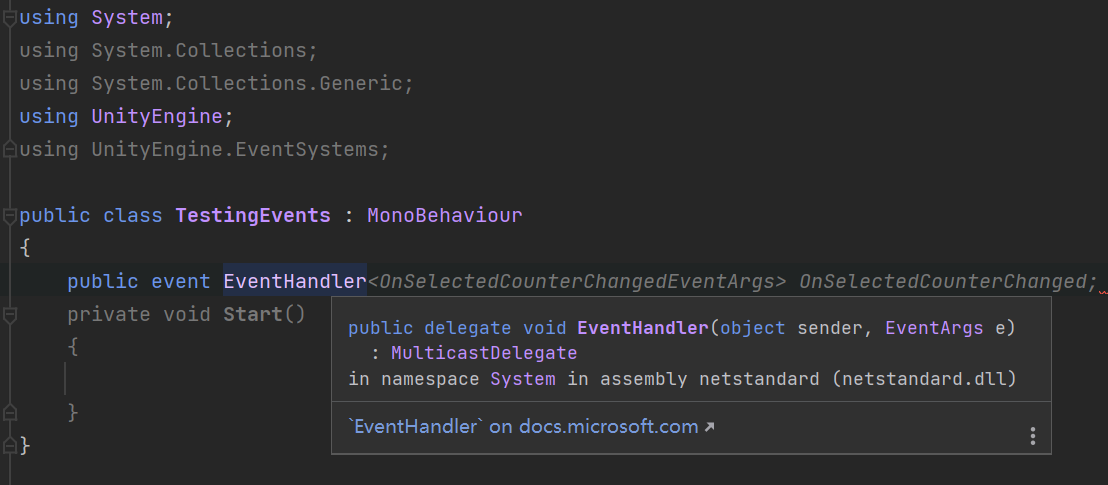 using System;
using System.Collections;
using System.Collections.Generic;
using UnityEngine;
using UnityEngine.EventSystems;
public class TestingEvents : MonoBehaviour
{
public event EventHandler<OnSelectedCounterChangedEventArgs> OnSelectedCounterChanged;
private void Start()
{
}
}
public delegate void EventHandler(object sender, EventArgs e)
: MulticastDelegate
in namespace System in assembly netstandard (netstandard.dll)
`EventHandler` on docs.microsoft.com